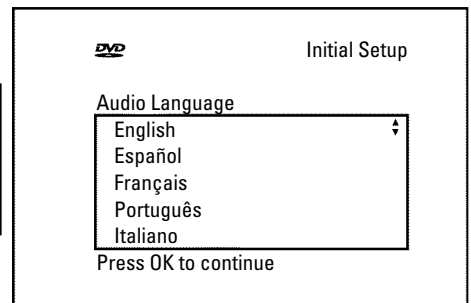 DVD Initial Setup
Audio Language
English
Español
Français
Português
Italiano
Press OK to continue